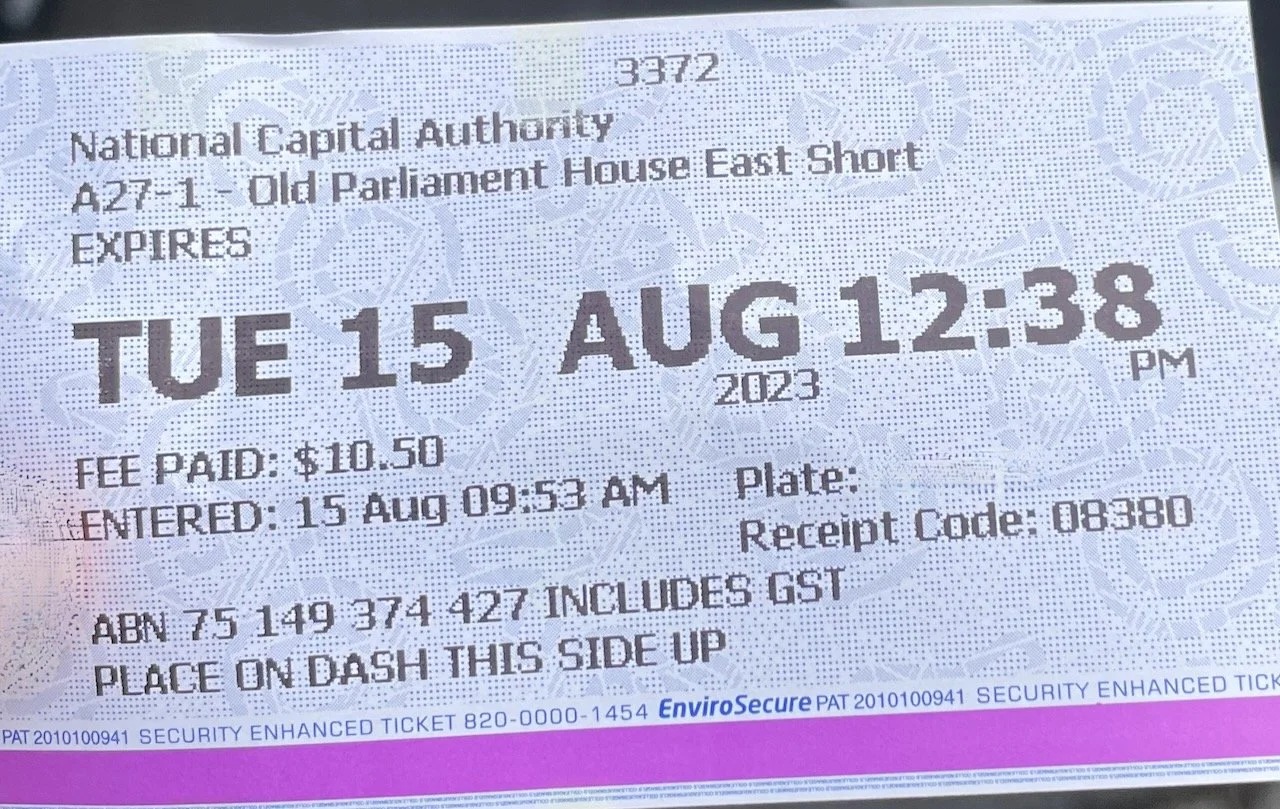 3372
National Capital Authority
A27-1 - Old Parliament House East Short
EXPIRES
TUE 15 AUG 12:38
2023 PM
FEE PAID: $10.50
ENTERED: 15 Aug 09:53 AM
Plate:
Receipt Code: 08380
ABN 75 149 374 427 INCLUDES GST
PLACE ON DASH THIS SIDE UP
PAT 2010100941 SECURITY ENHANCED TICKET 820-0000-1454 EnviroSecure PAT 2010100941 SECURITY ENHANCED TICK